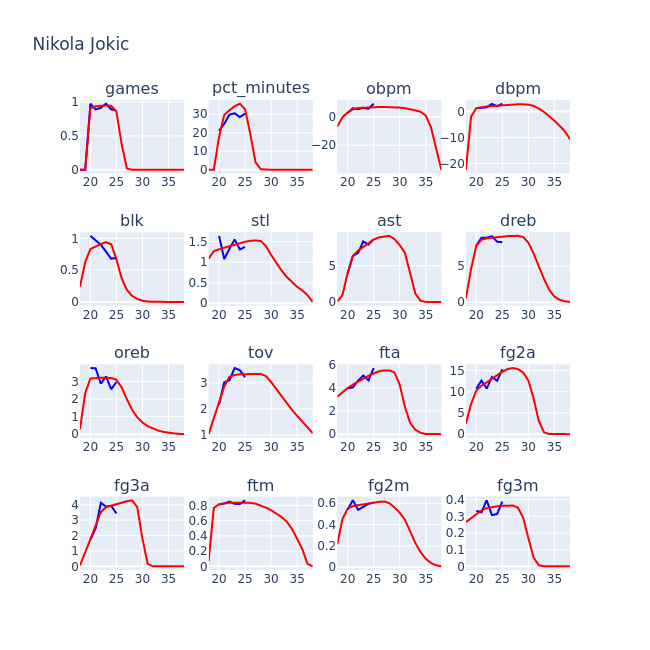 Nikola Jokic
games pct_minutes obpm dbpm
1 0.5 0 20 25 30 35
30 20 10 0 20 25 30 35
0 −20 20 25 30 35
0 −10 −20 20 25 30 35
blk stl ast dreb
1 0.5 0 20 25 30 35
1.5 1 0.5 0 20 25 30 35
5 0 20 25 30 35
5 0 20 25 30 35
oreb tov fta fg2a
3 2 1 0 20 25 30 35
3 2 1 20 25 30 35
6 4 2 0 20 25 30 35
15 10 5 0 20 25 30 35
fg3a ftm fg2m fg3m
4 3 2 1 0 20 25 30 35
0.8 0.6 0.4 0.2 0 20 25 30 35
0.6 0.4 0.2 0 20 25 30 35
0.4 0.3 0.2 0.1 0 20 25 30 35